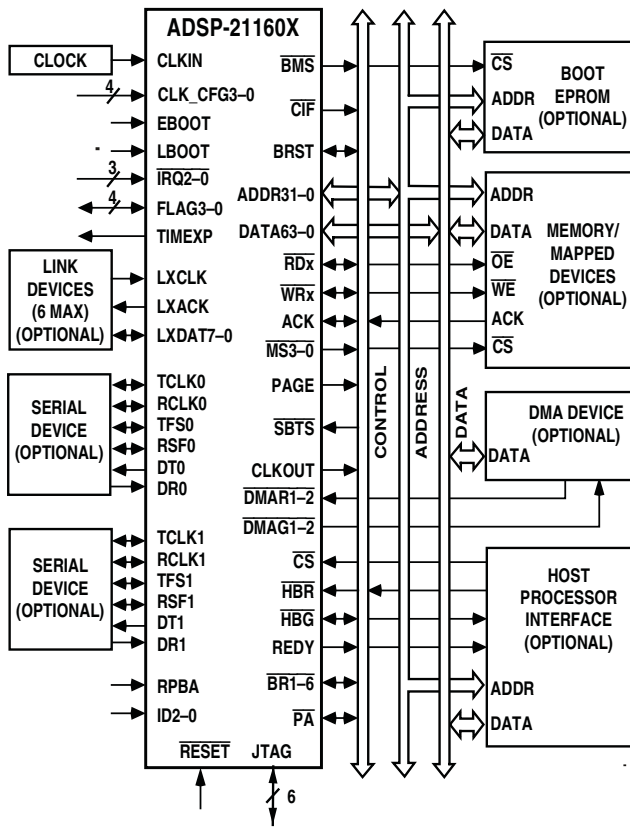 ADSP-21160X
CLOCK
CLKIN
4
CLK_CFG3–0
EBOOT
LBOOT
3
IRQ2–0
4
FLAG3–0
TIMEXP
LINK
DEVICES
(6 MAX)
(OPTIONAL)
LXCLK
LXACK
LXDAT7–0
SERIAL
DEVICE
(OPTIONAL)
TCLK0
RCLK0
TFS0
RSF0
DT0
DR0
SERIAL
DEVICE
(OPTIONAL)
TCLK1
RCLK1
TFS1
RSF1
DT1
DR1
RPBA
ID2–0
RESET
JTAG
6
BMS
CIF
BRST
ADDR31–0
DATA63–0
RDx
WRx
ACK
MS3–0
PAGE
SBTS
CLKOUT
DMAR1–2
DMAG1–2
CS
HBR
HBG
REDY
BR1–6
PA
CONTROL
ADDRESS
DATA
CS
ADDR
DATA
BOOT
EPROM
(OPTIONAL)
ADDR
DATA
OE
WE
ACK
CS
MEMORY/
MAPPED
DEVICES
(OPTIONAL)
DMA DEVICE
(OPTIONAL)
DATA
HOST
PROCESSOR
INTERFACE
(OPTIONAL)
ADDR
DATA